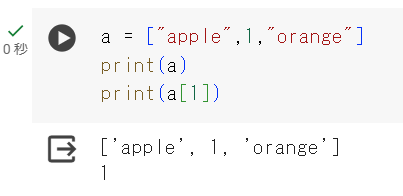 a = ["apple",1,"orange"]
0 秒
print(a)
print(a[1])
['apple', 1, 'orange']
1